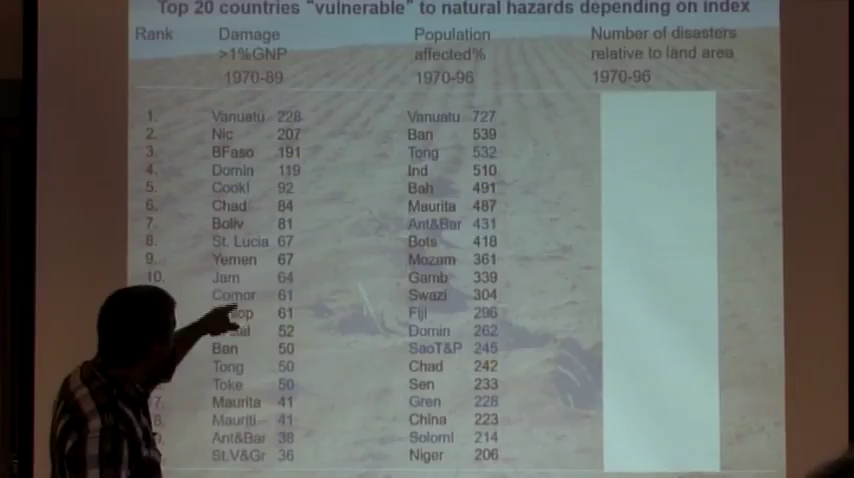 Top 20 countries "vulnerable" to natural hazards depending on index
Rank Damage Population Number of disasters
>1%GNP affected% relative to land area
1970-89 1970-96 1970-96
1. Vanuatu 228 Vanuatu 727
2. Nic 207 Ban 539
3. BFaso 191 Tong 532
4. Domin 119 Ind 510
5. CookI 92 Bah 491
6. Chad 84 Maurita 487
7. Boliv 81 Ant&Bar 431
8. St. Lucia 67 Bots 418
9. Yemen 67 Mozam 361
10. Jam 64 Gamb 339
Comor 61 Swazi 304
61 Fiji 296
52 Domin 262
Ban 50 SaoT&P 245
Tong 50 Chad 242
Toke 50 Sen 233
7. Maurita 41 Gren 228
8. Mauriti 41 China 223
Ant&Bar 38 SolomI 214
St.V&Gr 36 Niger 206